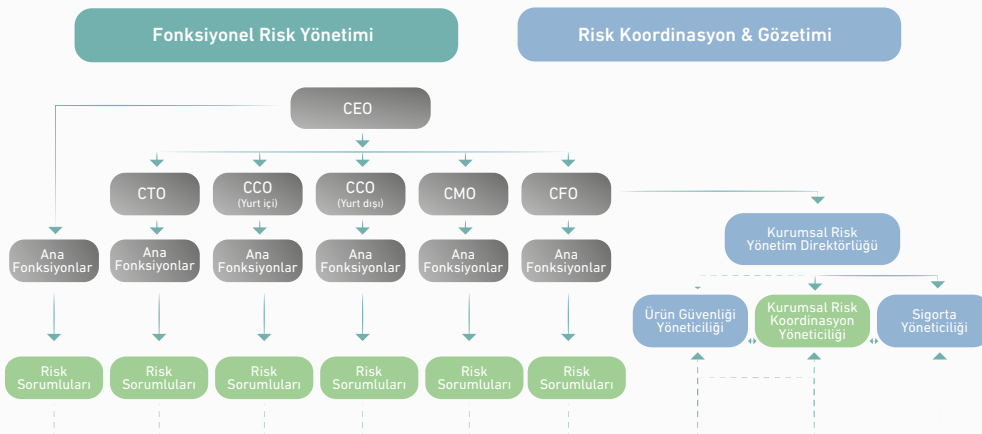 Fonksiyonel Risk Yönetimi
Risk Koordinasyon & Gözetimi
CEO
CTO
CCO
(Yurt içi)
CCO
(Yurt dışı)
CMO
CFO
Kurumsal Risk
Yönetim Direktörlüğü
Ana
Fonksiyonlar
Ana
Fonksiyonlar
Ana
Fonksiyonlar
Ana
Fonksiyonlar
Ana
Fonksiyonlar
Ana
Fonksiyonlar
Ürün Güvenliği
Yöneticiliği
Kurumsal Risk
Koordinasyon
Yöneticiliği
Sigorta
Yöneticiliği
Risk
Sorumluları
Risk
Sorumluları
Risk
Sorumluları
Risk
Sorumluları
Risk
Sorumluları
Risk
Sorumluları